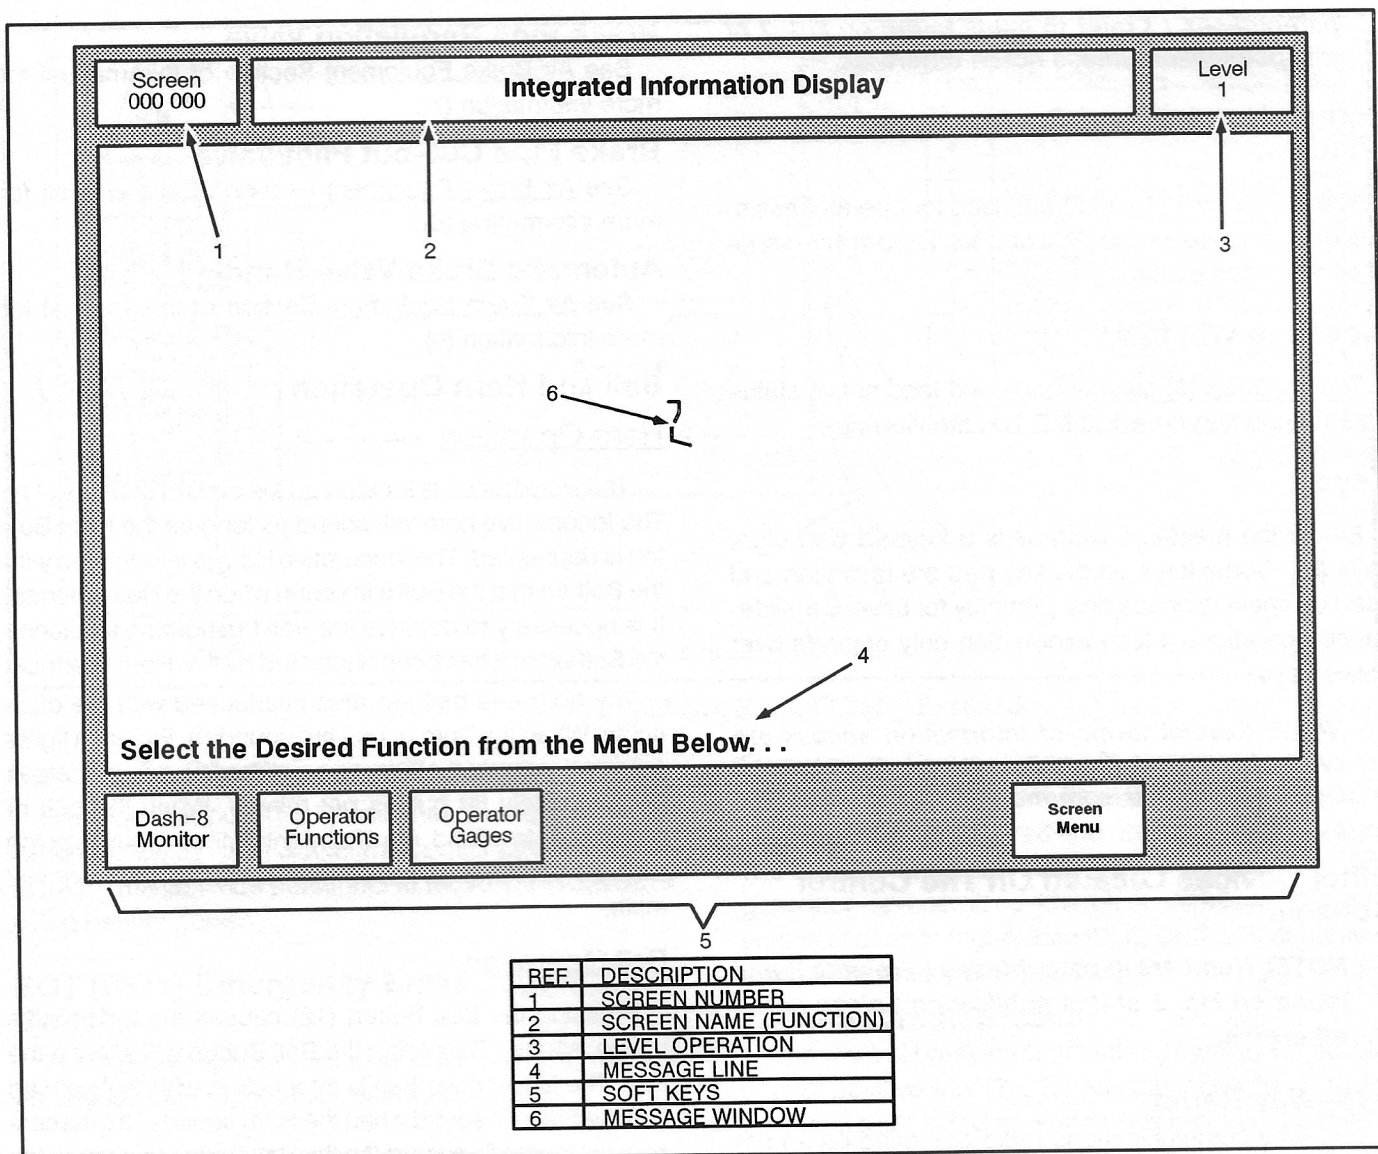 Screen
000 000
Integrated Information Display
Level
1
1
2
3
6
4
Select the Desired Function from the Menu Below. . .
Dash-8
Monitor
Operator
Functions
Operator
Gages
Screen
Menu
5
REF. DESCRIPTION
1 SCREEN NUMBER
2 SCREEN NAME (FUNCTION)
3 LEVEL OPERATION
4 MESSAGE LINE
5 SOFT KEYS
6 MESSAGE WINDOW